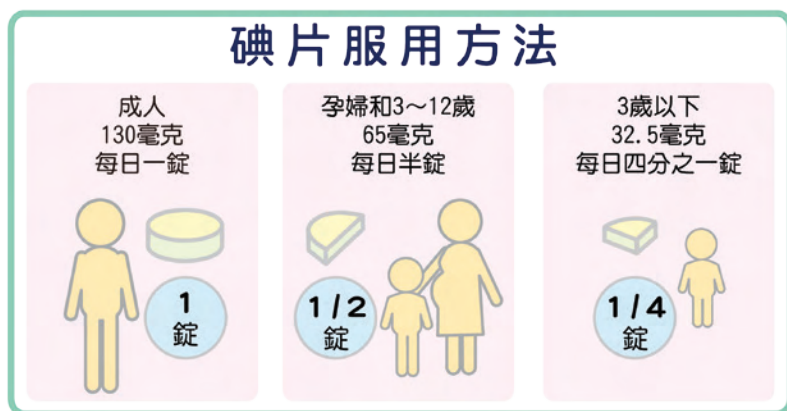 碘片服用方法
成人
130毫克
每日一錠
1
錠
孕婦和3～12歲
65毫克
每日半錠
1/2
錠
3歲以下
32.5毫克
每日四分之一錠
1/4
錠